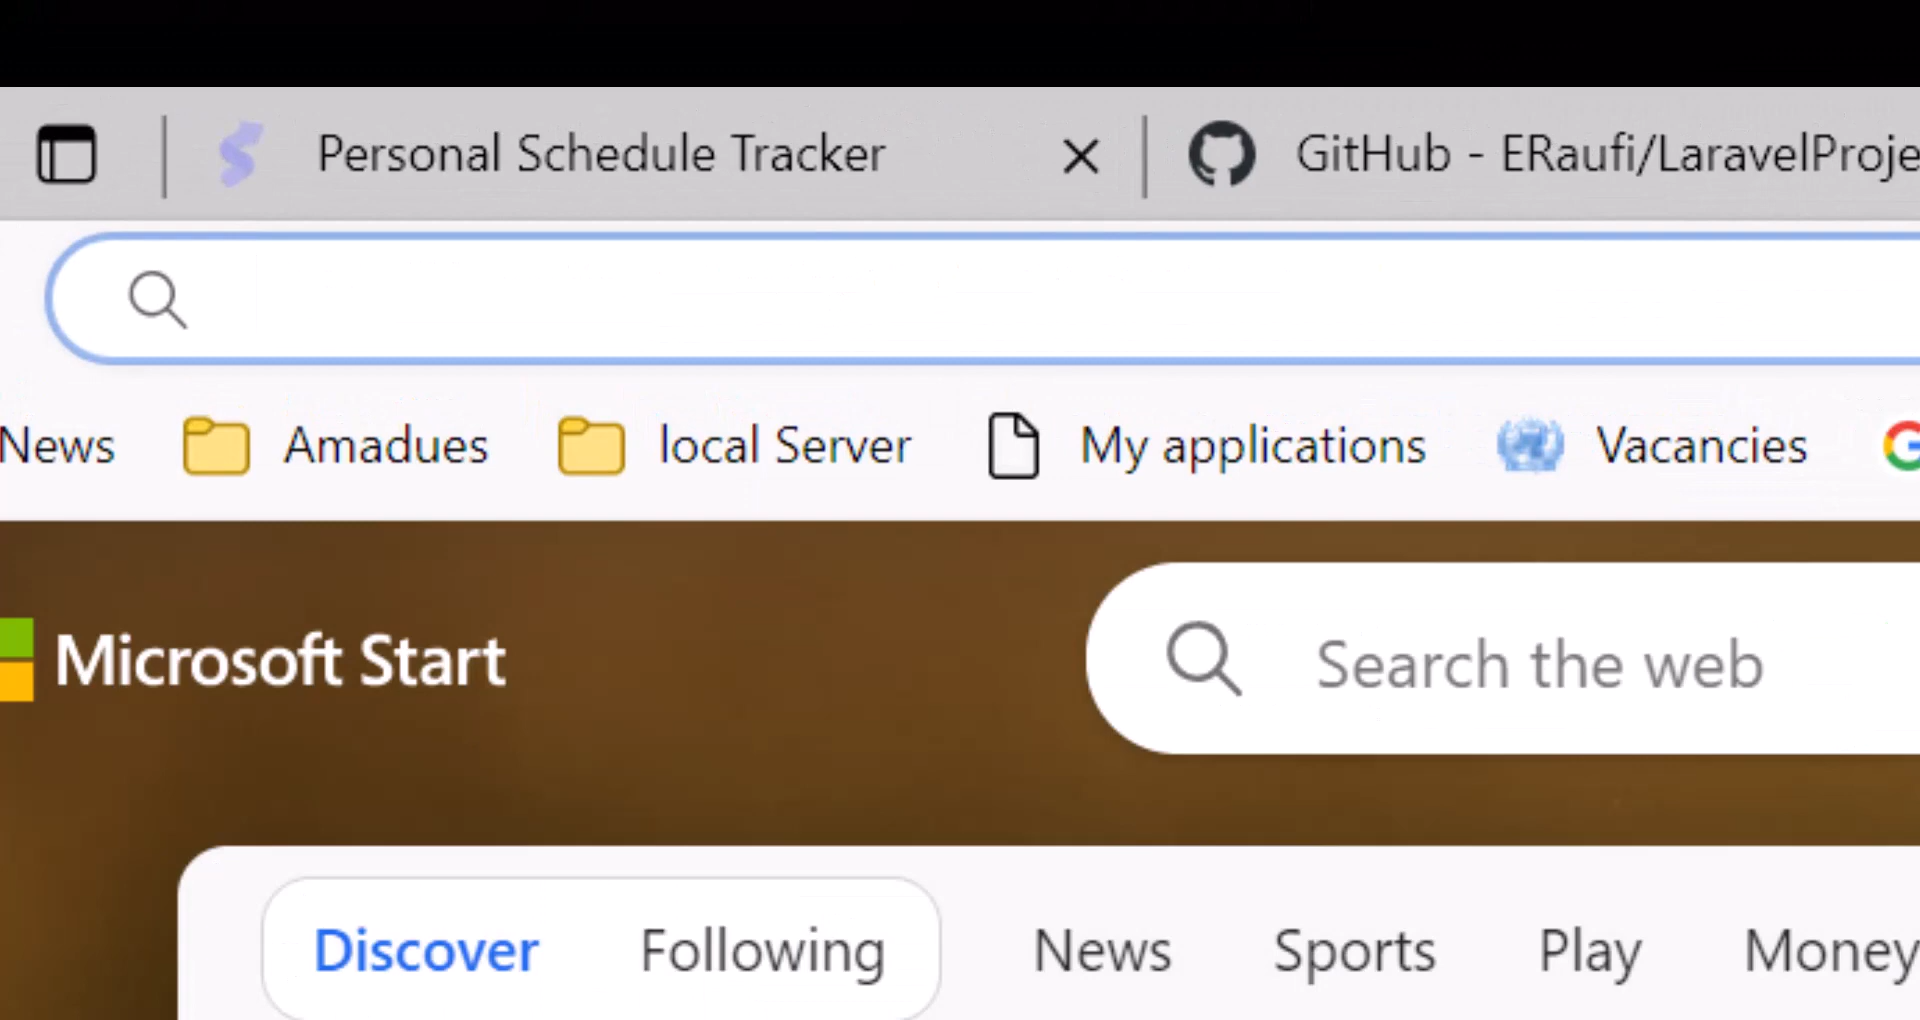 Personal Schedule Tracker GitHub - ERaufi/LaravelProje
News Amadues local Server My applications Vacancies
Microsoft Start Search the web
Discover Following News Sports Play Money